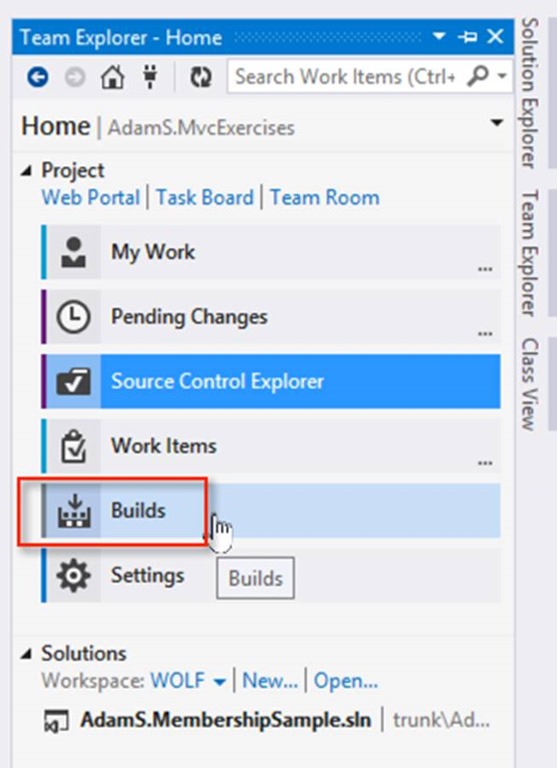 Team Explorer - Home
Search Work Items (Ctrl+
Home | AdamS.MvcExercises
Project
Web Portal | Task Board | Team Room
My Work
...
Pending Changes
...
Source Control Explorer
Work Items
...
Builds
Settings
Builds
Solutions
Workspace: WOLF | New... | Open...
AdamS.MembershipSample.sln | trunk\Ad...
Solution Explorer
Team Explorer
Class View